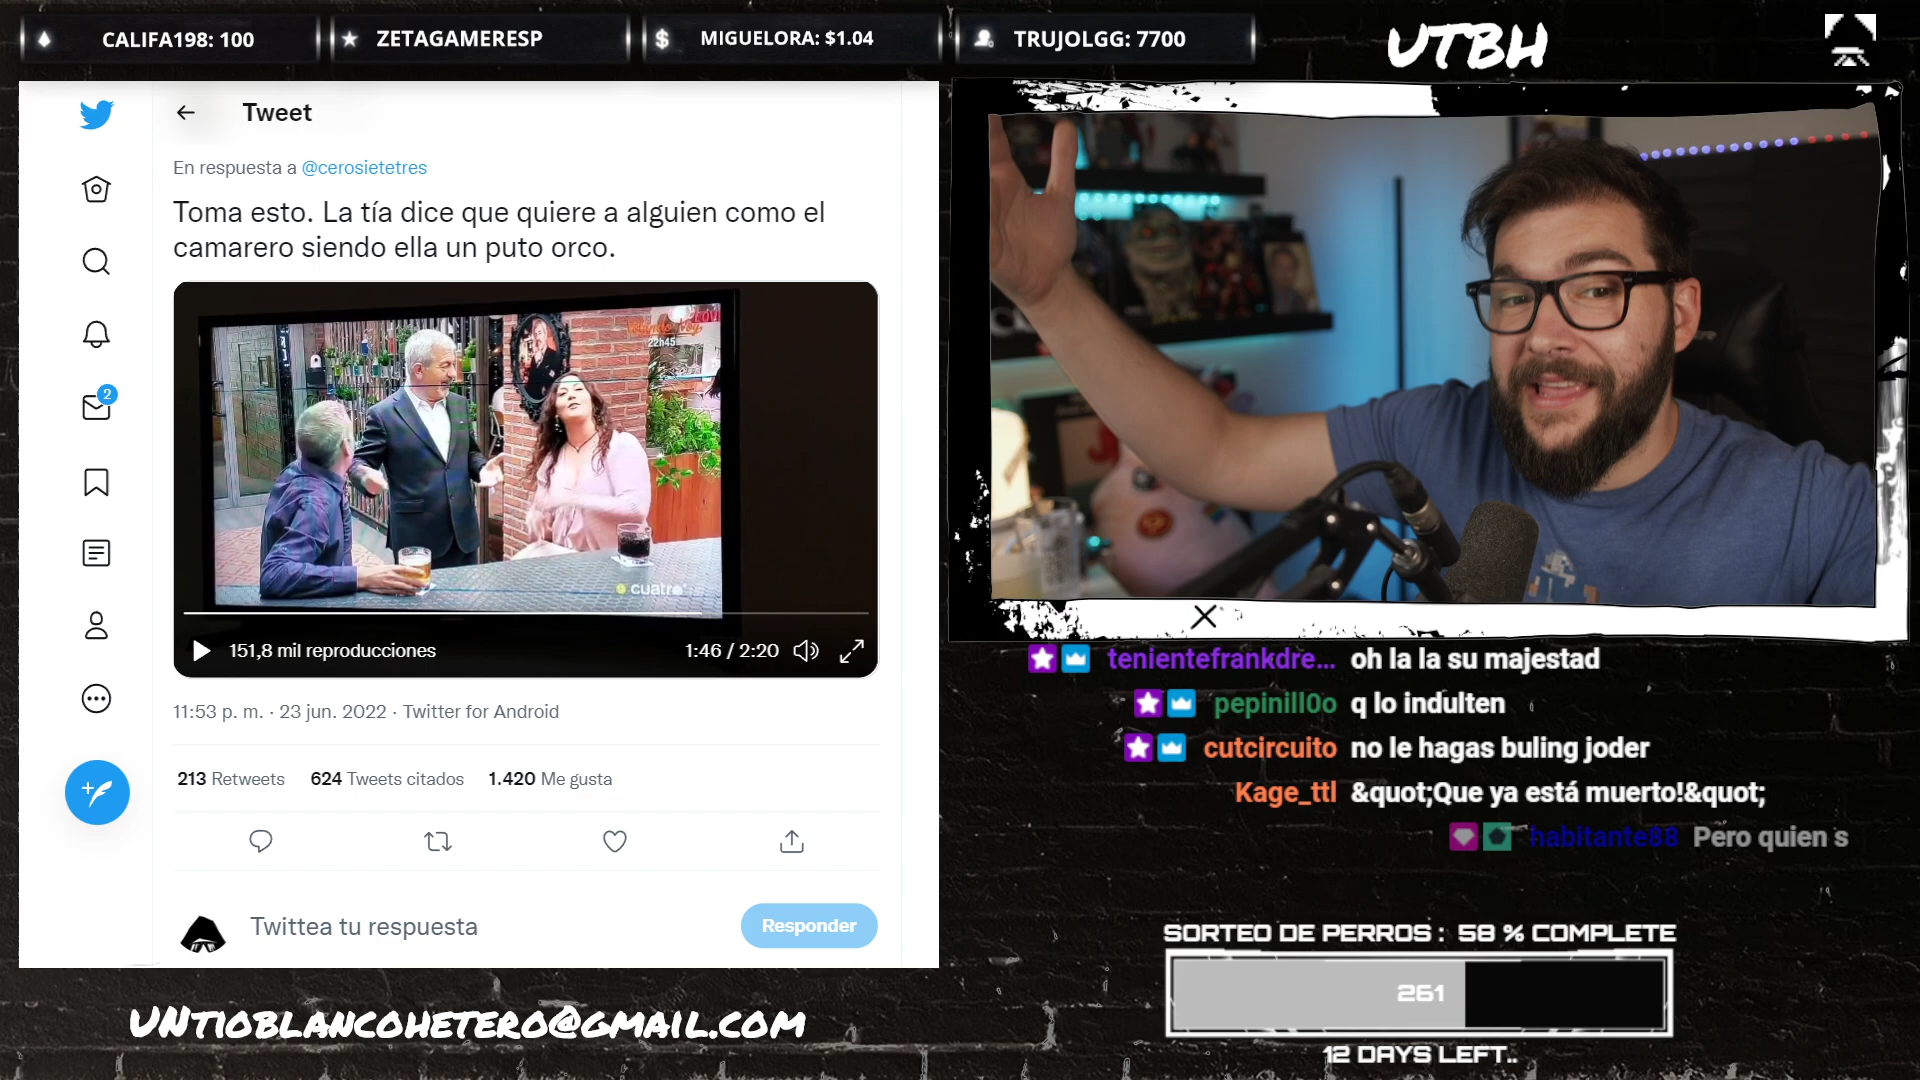 CALIFA198: 100
ZETAGAMERESP
MIGUELORA: $1.04
TRUJOLGG: 7700
UTBH
Tweet
En respuesta a @cerosietetres
Toma esto. La tía dice que quiere a alguien como el
camarero siendo ella un puto orco.
22h45
cuatro
151,8 mil reproducciones
1:46 / 2:20
2
11:53 p. m. · 23 jun. 2022 · Twitter for Android
213 Retweets 624 Tweets citados 1.420 Me gusta
Twittea tu respuesta
Responder
tenientefrankdre... oh la la su majestad
pepinill0o q lo indulten
cutcircuito no le hagas buling joder
Kage_ttl &quot;Que ya está muerto!&quot;
habitante88 Pero quien s
SORTEO DE PERROS : 58 % COMPLETE
261
12 DAYS LEFT..
UNTIOBLANCOHETERO@GMAIL.COM